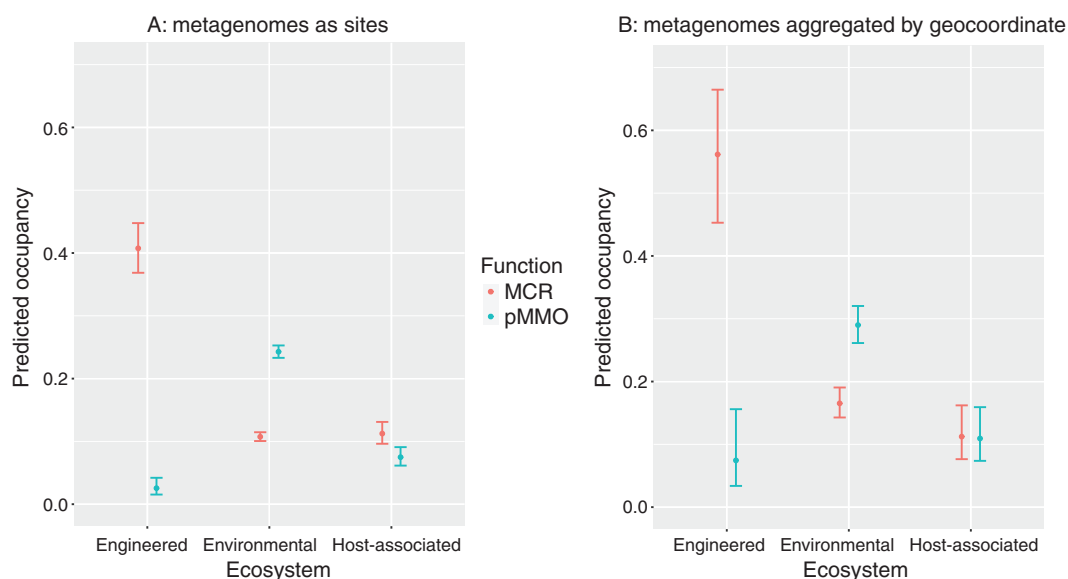 A: metagenomes as sites
Predicted occupancy
0.6
0.4
0.2
0.0
Engineered Environmental Host-associated
Ecosystem
Function
MCR
pMMO
B: metagenomes aggregated by geocoordinate
Predicted occupancy
0.6
0.4
0.2
0.0
Engineered Environmental Host-associated
Ecosystem